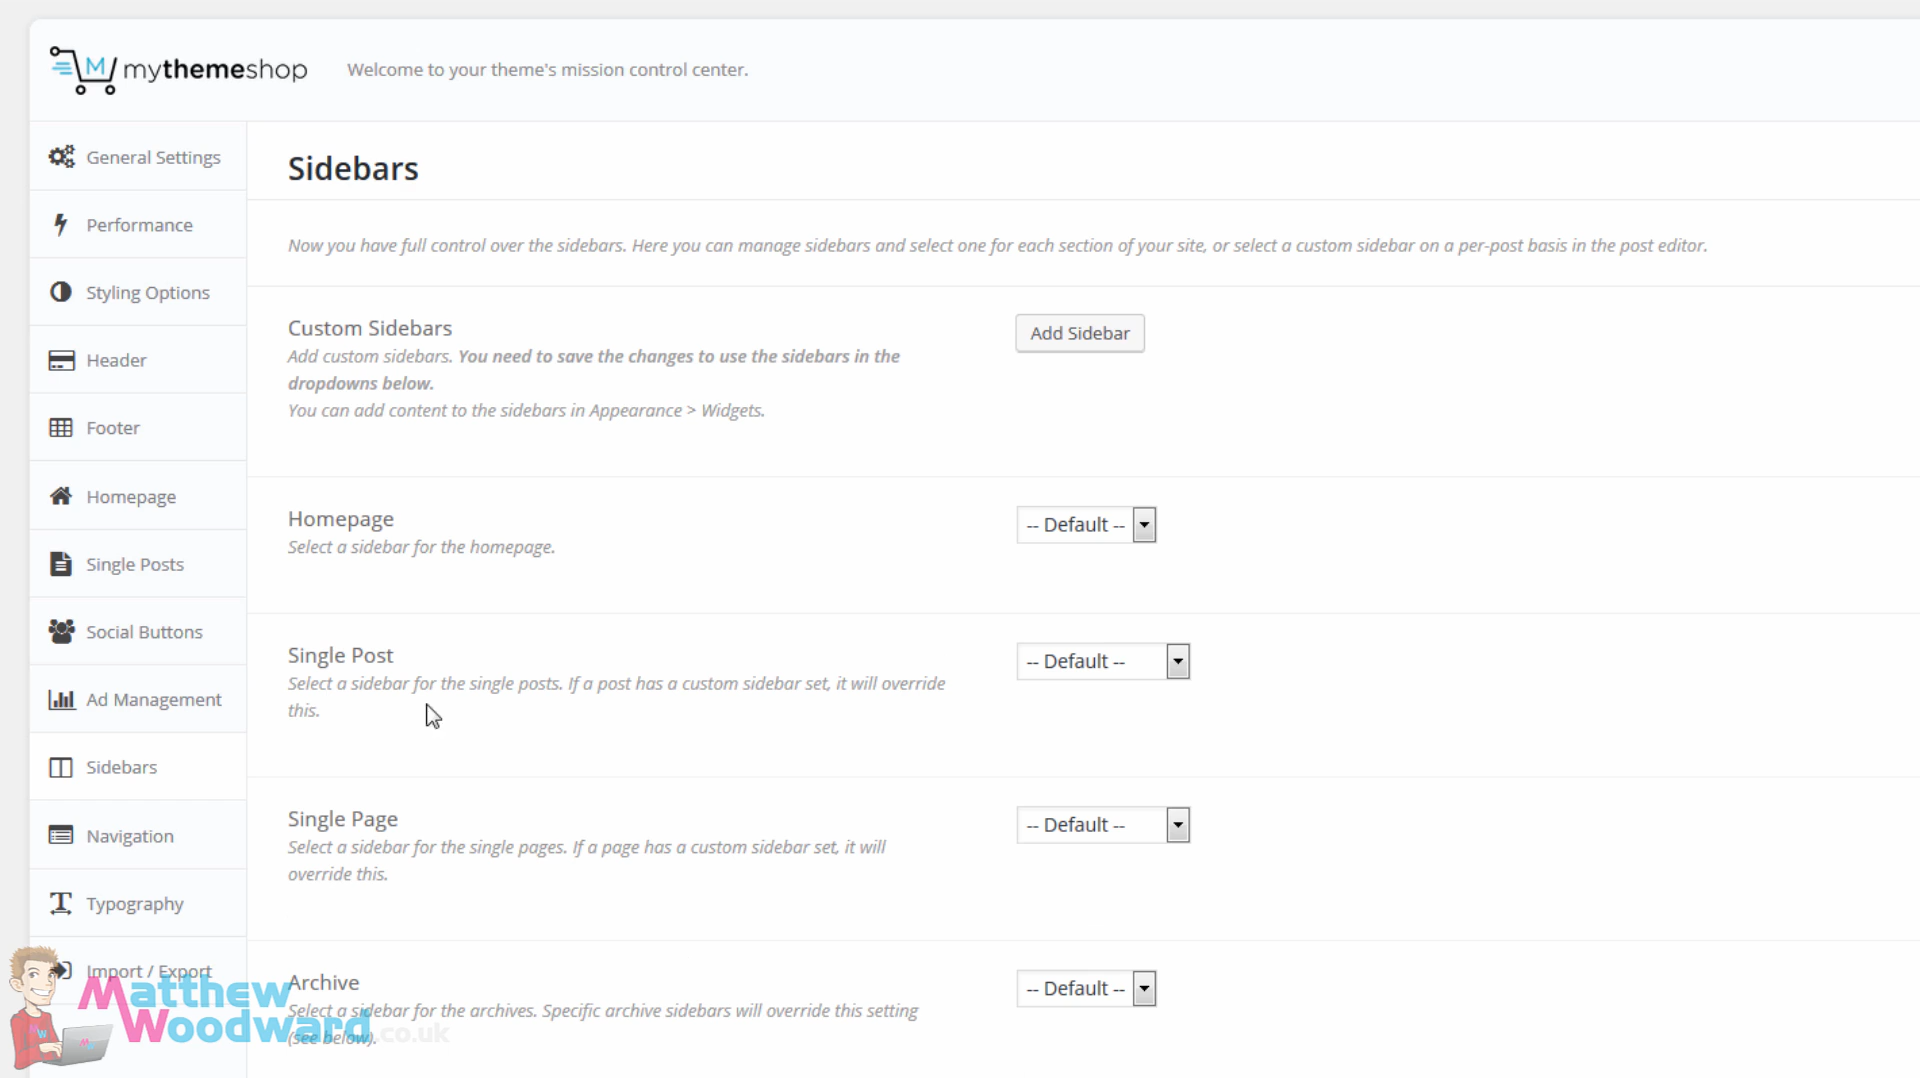 mythemeshop
Welcome to your theme's mission control center.
General Settings
Performance
Styling Options
Header
Footer
Homepage
Single Posts
Social Buttons
Ad Management
Sidebars
Navigation
Typography
Import / Export
Sidebars
Now you have full control over the sidebars. Here you can manage sidebars and select one for each section of your site, or select a custom sidebar on a per-post basis in the post editor.
Custom Sidebars
Add custom sidebars. You need to save the changes to use the sidebars in the
dropdowns below.
You can add content to the sidebars in Appearance > Widgets.
Add Sidebar
Homepage
Select a sidebar for the homepage.
-- Default --
Single Post
Select a sidebar for the single posts. If a post has a custom sidebar set, it will override
this.
-- Default --
Single Page
Select a sidebar for the single pages. If a page has a custom sidebar set, it will
override this.
-- Default --
Archive
Select a sidebar for the archives. Specific archive sidebars will override this setting
(see below).
-- Default --
Matthew
Woodward.co.uk